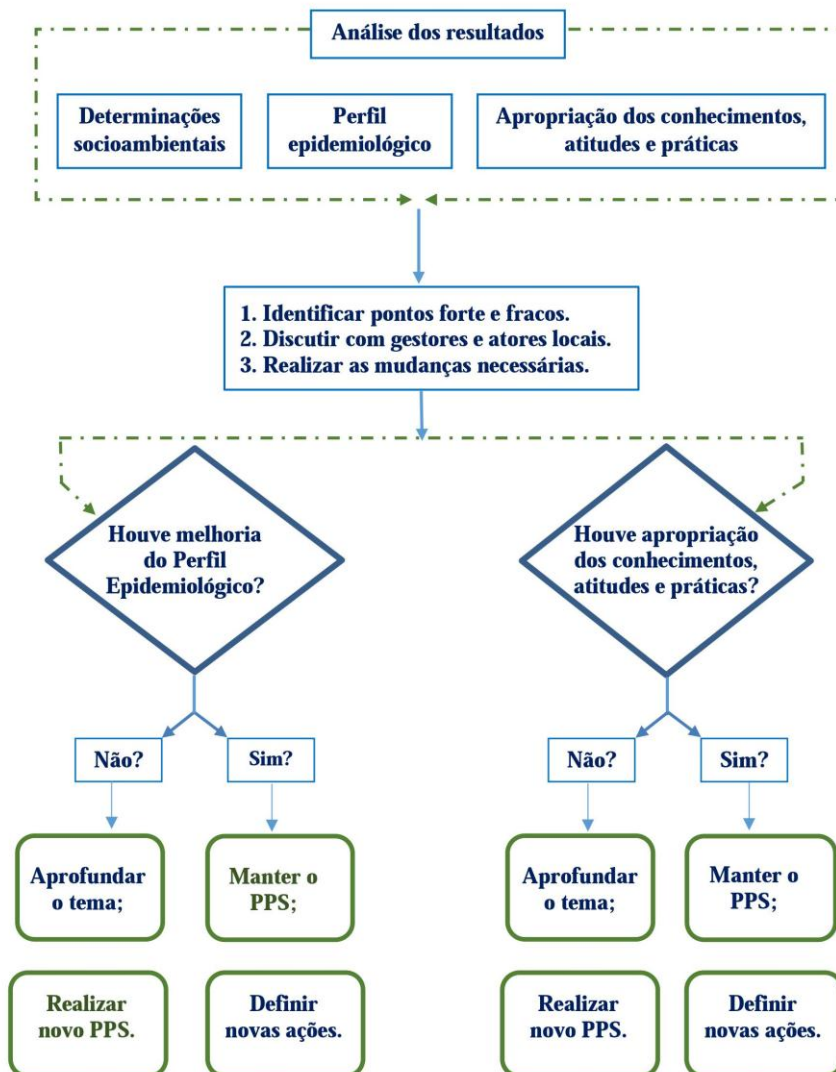 Análise dos resultados
Determinações
socioambientais
Perfil
epidemiológico
Apropriação dos conhecimentos,
atitudes e práticas
1. Identificar pontos forte e fracos.
2. Discutir com gestores e atores locais.
3. Realizar as mudanças necessárias.
Houve melhoria
do Perfil
Epidemiológico?
Houve apropriação
dos conhecimentos,
atitudes e práticas?
Não?
Sim?
Não?
Sim?
Aprofundar
o tema;
Manter o
PPS;
Aprofundar
o tema;
Manter o
PPS;
Realizar
novo PPS.
Definir
novas ações.
Realizar
novo PPS.
Definir
novas ações.